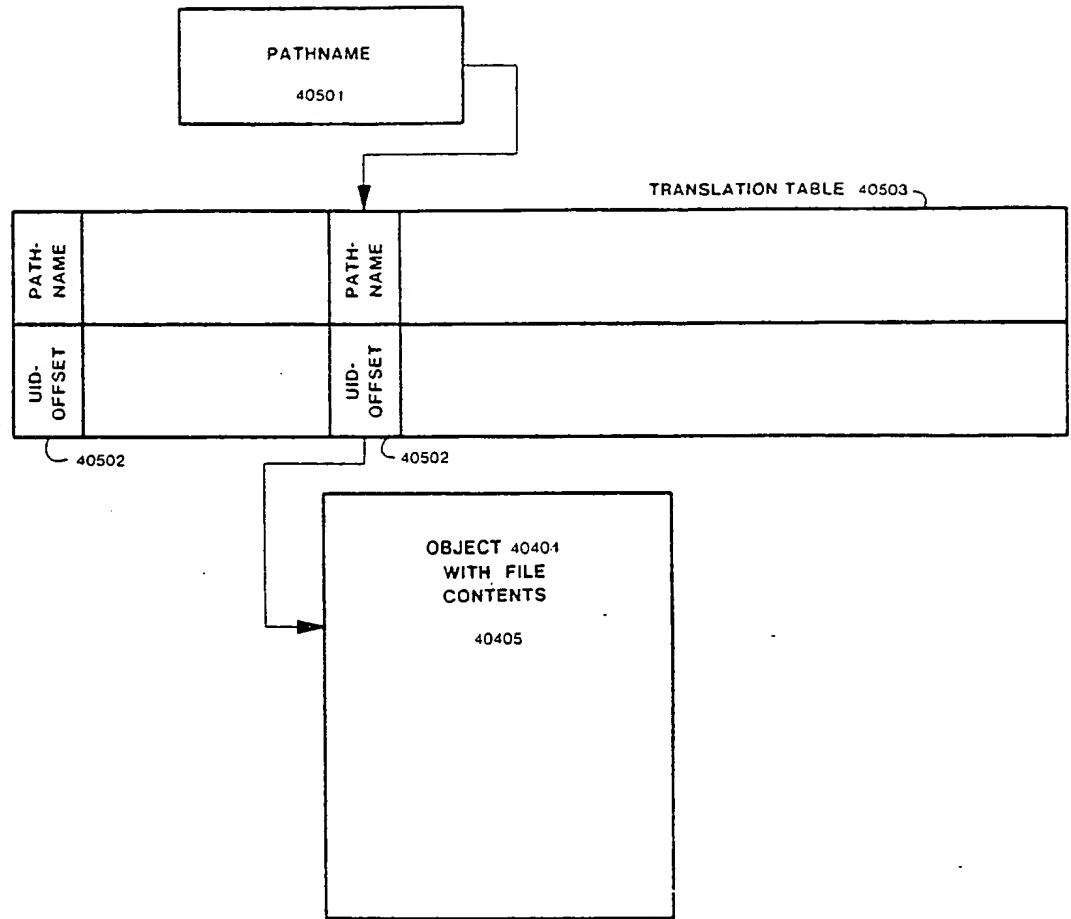 PATHNAME
40501
TRANSLATION TABLE 40503
PATH-
NAME
PATH-
NAME
UID-
OFFSET
UID-
OFFSET
40502
40502
OBJECT 40404
WITH FILE
CONTENTS
40405